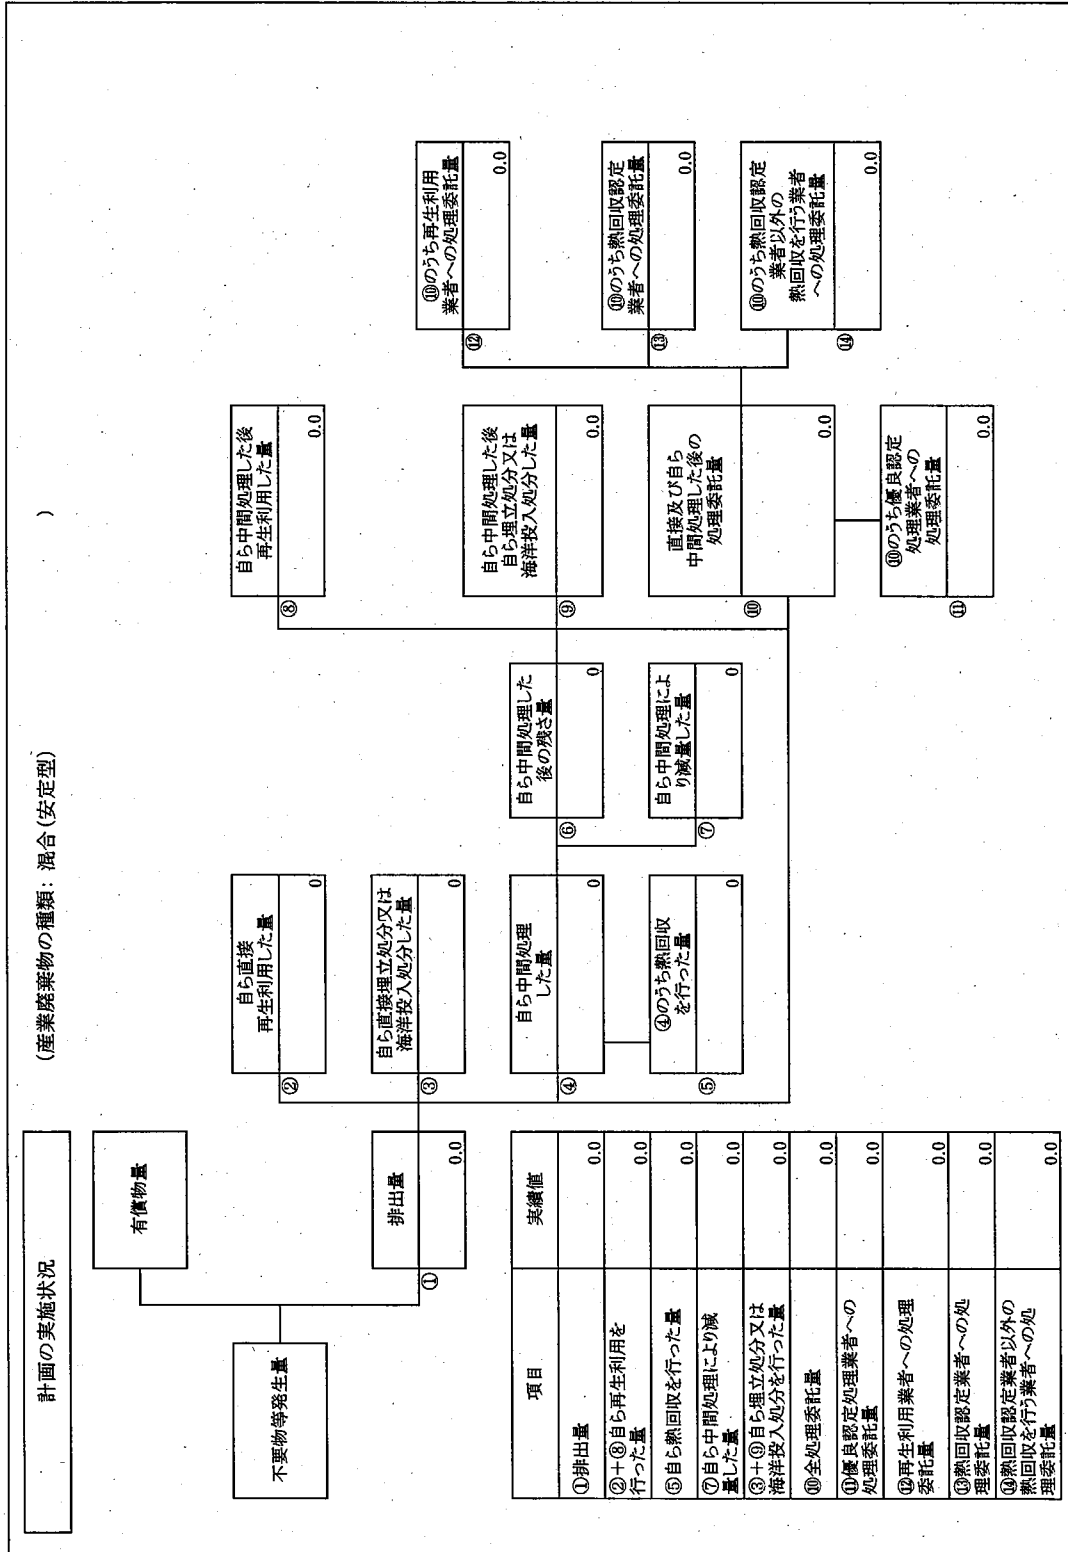 計画の実施状況
(産業廃棄物の種類: 混合(安定型) )
不要物等発生量
有償物量
①
排出量
0.0
②
自ら直接
再生利用した量
0
③
自ら直接埋立処分又は
海洋投入処分した量
0
④
自ら中間処理
した量
0
⑤
④のうち熱回収
を行った量
0
⑥
自ら中間処理した
後の残さ量
0
⑦
自ら中間処理によ
り減量した量
0
⑧
自ら中間処理した後
再生利用した量
0.0
⑨
自ら中間処理した後
自ら埋立処分又は
海洋投入処分した量
0.0
⑩
直接及び自ら
中間処理した後の
処理委託量
0.0
⑪
⑩のうち優良認定
処理業者への
処理委託量
0.0
⑫
⑩のうち再生利用
業者への処理委託量
0.0
⑬
⑩のうち熱回収認定
業者への処理委託量
0.0
⑭
⑩のうち熱回収認定
業者以外の
熱回収を行う業者
への処理委託量
0.0
項目 実績値
①排出量 0.0
②+⑧自ら再生利用を
行った量 0.0
⑤自ら熱回収を行った量 0.0
⑦自ら中間処理により減
量した量 0.0
③+⑨自ら埋立処分又は
海洋投入処分を行った量 0.0
⑩全処理委託量 0.0
⑪優良認定処理業者への
処理委託量 0.0
⑫再生利用業者への処理
委託量 0.0
⑬熱回収認定業者への処
理委託量 0.0
⑭熱回収認定業者以外の
熱回収を行う業者への処
理委託量 0.0